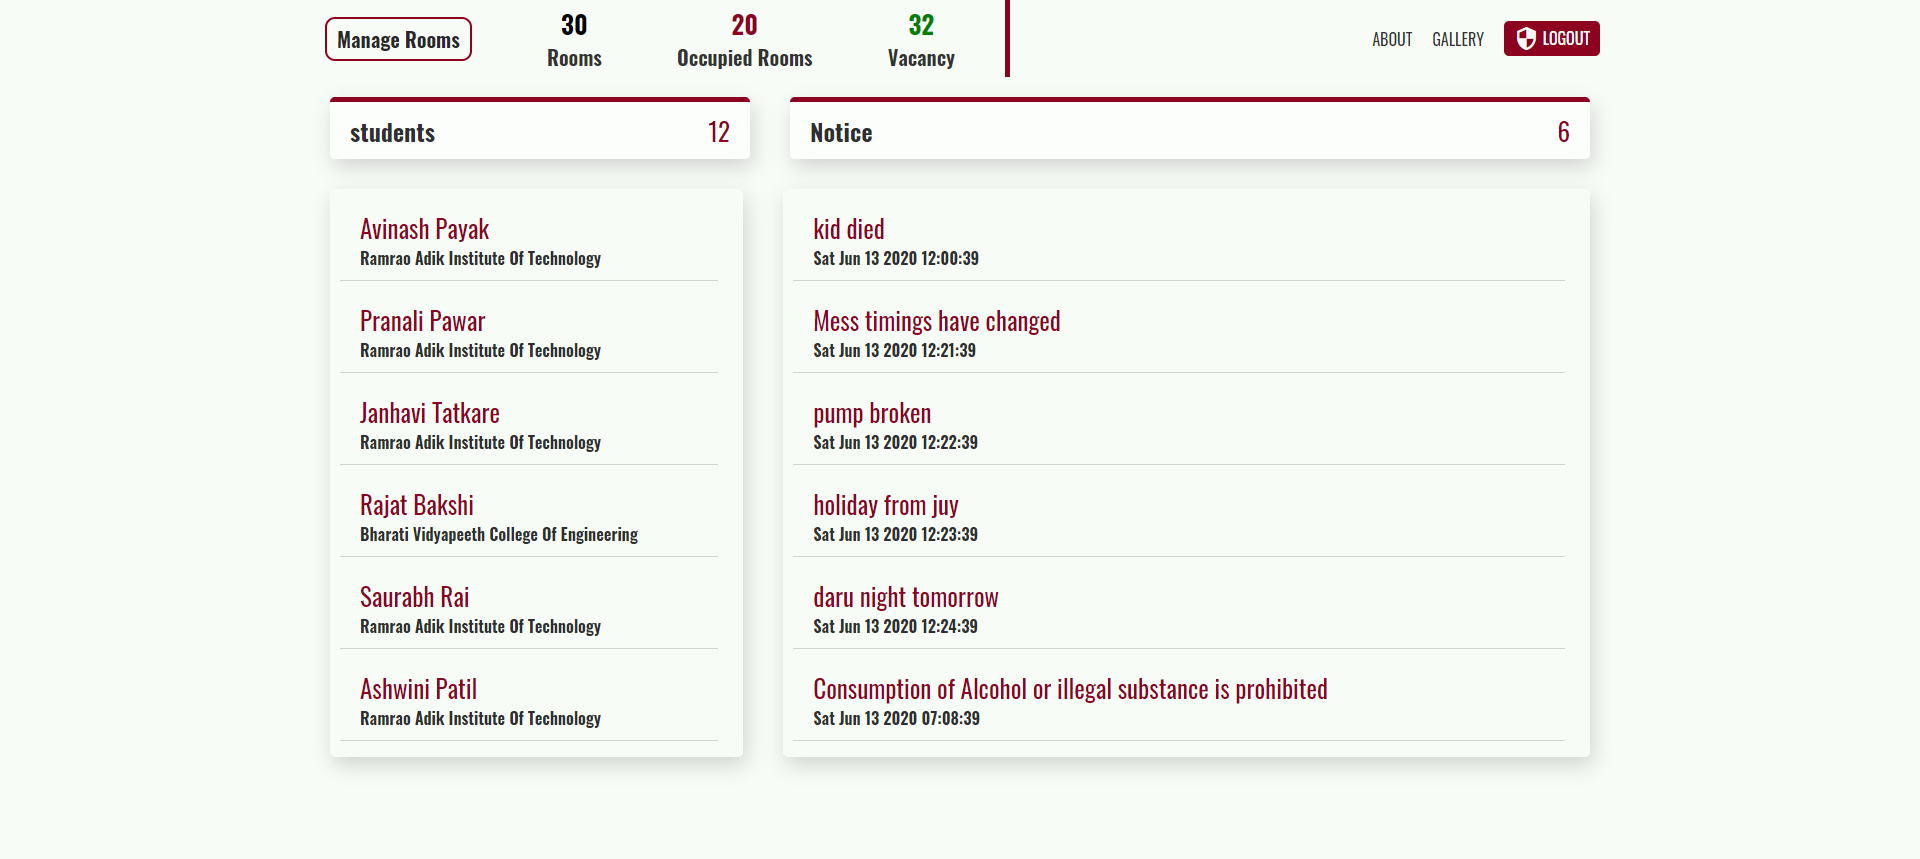 Manage Rooms
30
Rooms
20
Occupied Rooms
32
Vacancy
ABOUT
GALLERY
LOGOUT
students
12
Notice
6
Avinash Payak
Ramrao Adik Institute Of Technology
Pranali Pawar
Ramrao Adik Institute Of Technology
Janhavi Tatkare
Ramrao Adik Institute Of Technology
Rajat Bakshi
Bharati Vidyapeeth College Of Engineering
Saurabh Rai
Ramrao Adik Institute Of Technology
Ashwini Patil
Ramrao Adik Institute Of Technology
kid died
Sat Jun 13 2020 12:00:39
Mess timings have changed
Sat Jun 13 2020 12:21:39
pump broken
Sat Jun 13 2020 12:22:39
holiday from juy
Sat Jun 13 2020 12:23:39
daru night tomorrow
Sat Jun 13 2020 12:24:39
Consumption of Alcohol or illegal substance is prohibited
Sat Jun 13 2020 07:08:39